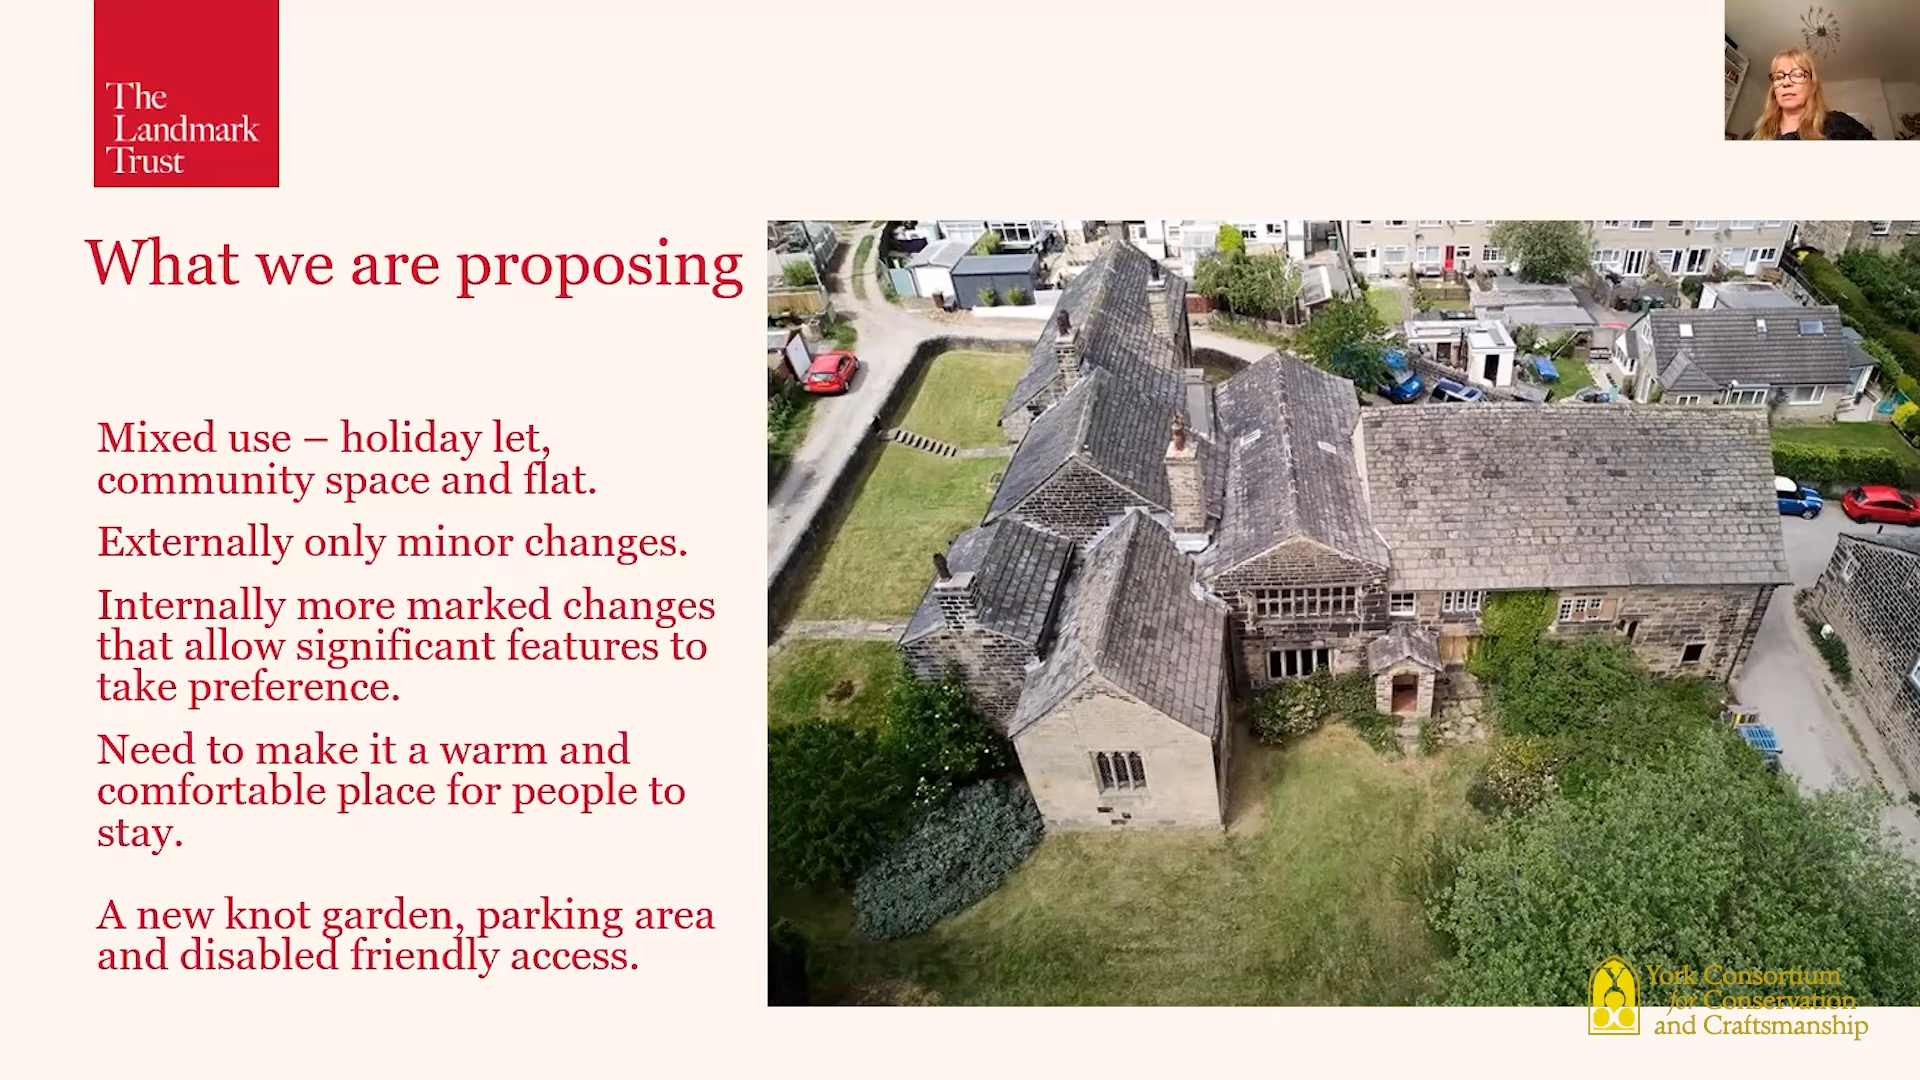 The
Landmark
Trust
What we are proposing
Mixed use – holiday let,
community space and flat.
Externally only minor changes.
Internally more marked changes
that allow significant features to
take preference.
Need to make it a warm and
comfortable place for people to
stay.
A new knot garden, parking area
and disabled friendly access.
York Consortium
for Conservation
and Craftsmanship